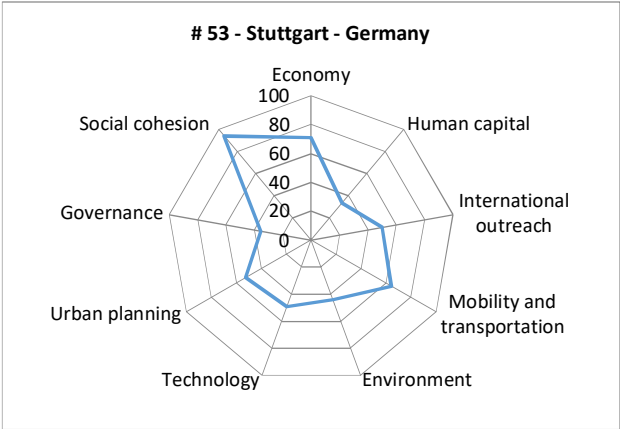 # 53 - Stuttgart - Germany
Economy
100
80
60
40
20
0
Human capital
International
outreach
Mobility and
transportation
Environment
Technology
Urban planning
Governance
Social cohesion